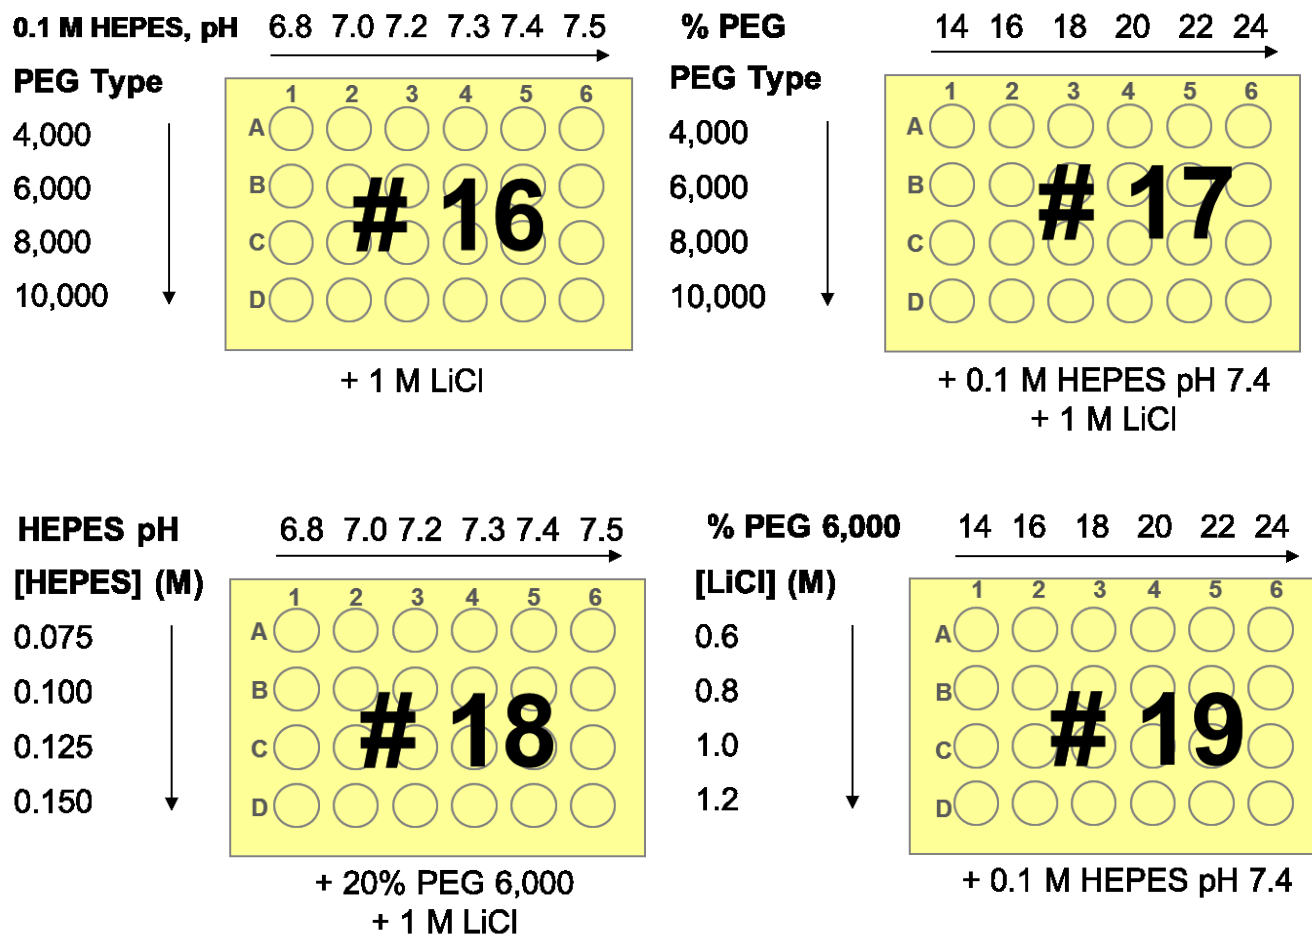 0.1 M HEPES, pH 6.8 7.0 7.2 7.3 7.4 7.5
PEG Type
1 2 3 4 5 6
4,000
6,000
8,000
10,000
A
B
C
D
# 16
+ 1 M LiCl
% PEG 14 16 18 20 22 24
PEG Type
1 2 3 4 5 6
4,000
6,000
8,000
10,000
A
B
C
D
# 17
+ 0.1 M HEPES pH 7.4
+ 1 M LiCl
HEPES pH 6.8 7.0 7.2 7.3 7.4 7.5
[HEPES] (M)
1 2 3 4 5 6
0.075
0.100
0.125
0.150
A
B
C
D
# 18
+ 20% PEG 6,000
+ 1 M LiCl
% PEG 6,000 14 16 18 20 22 24
[LiCl] (M)
1 2 3 4 5 6
0.6
0.8
1.0
1.2
A
B
C
D
# 19
+ 0.1 M HEPES pH 7.4